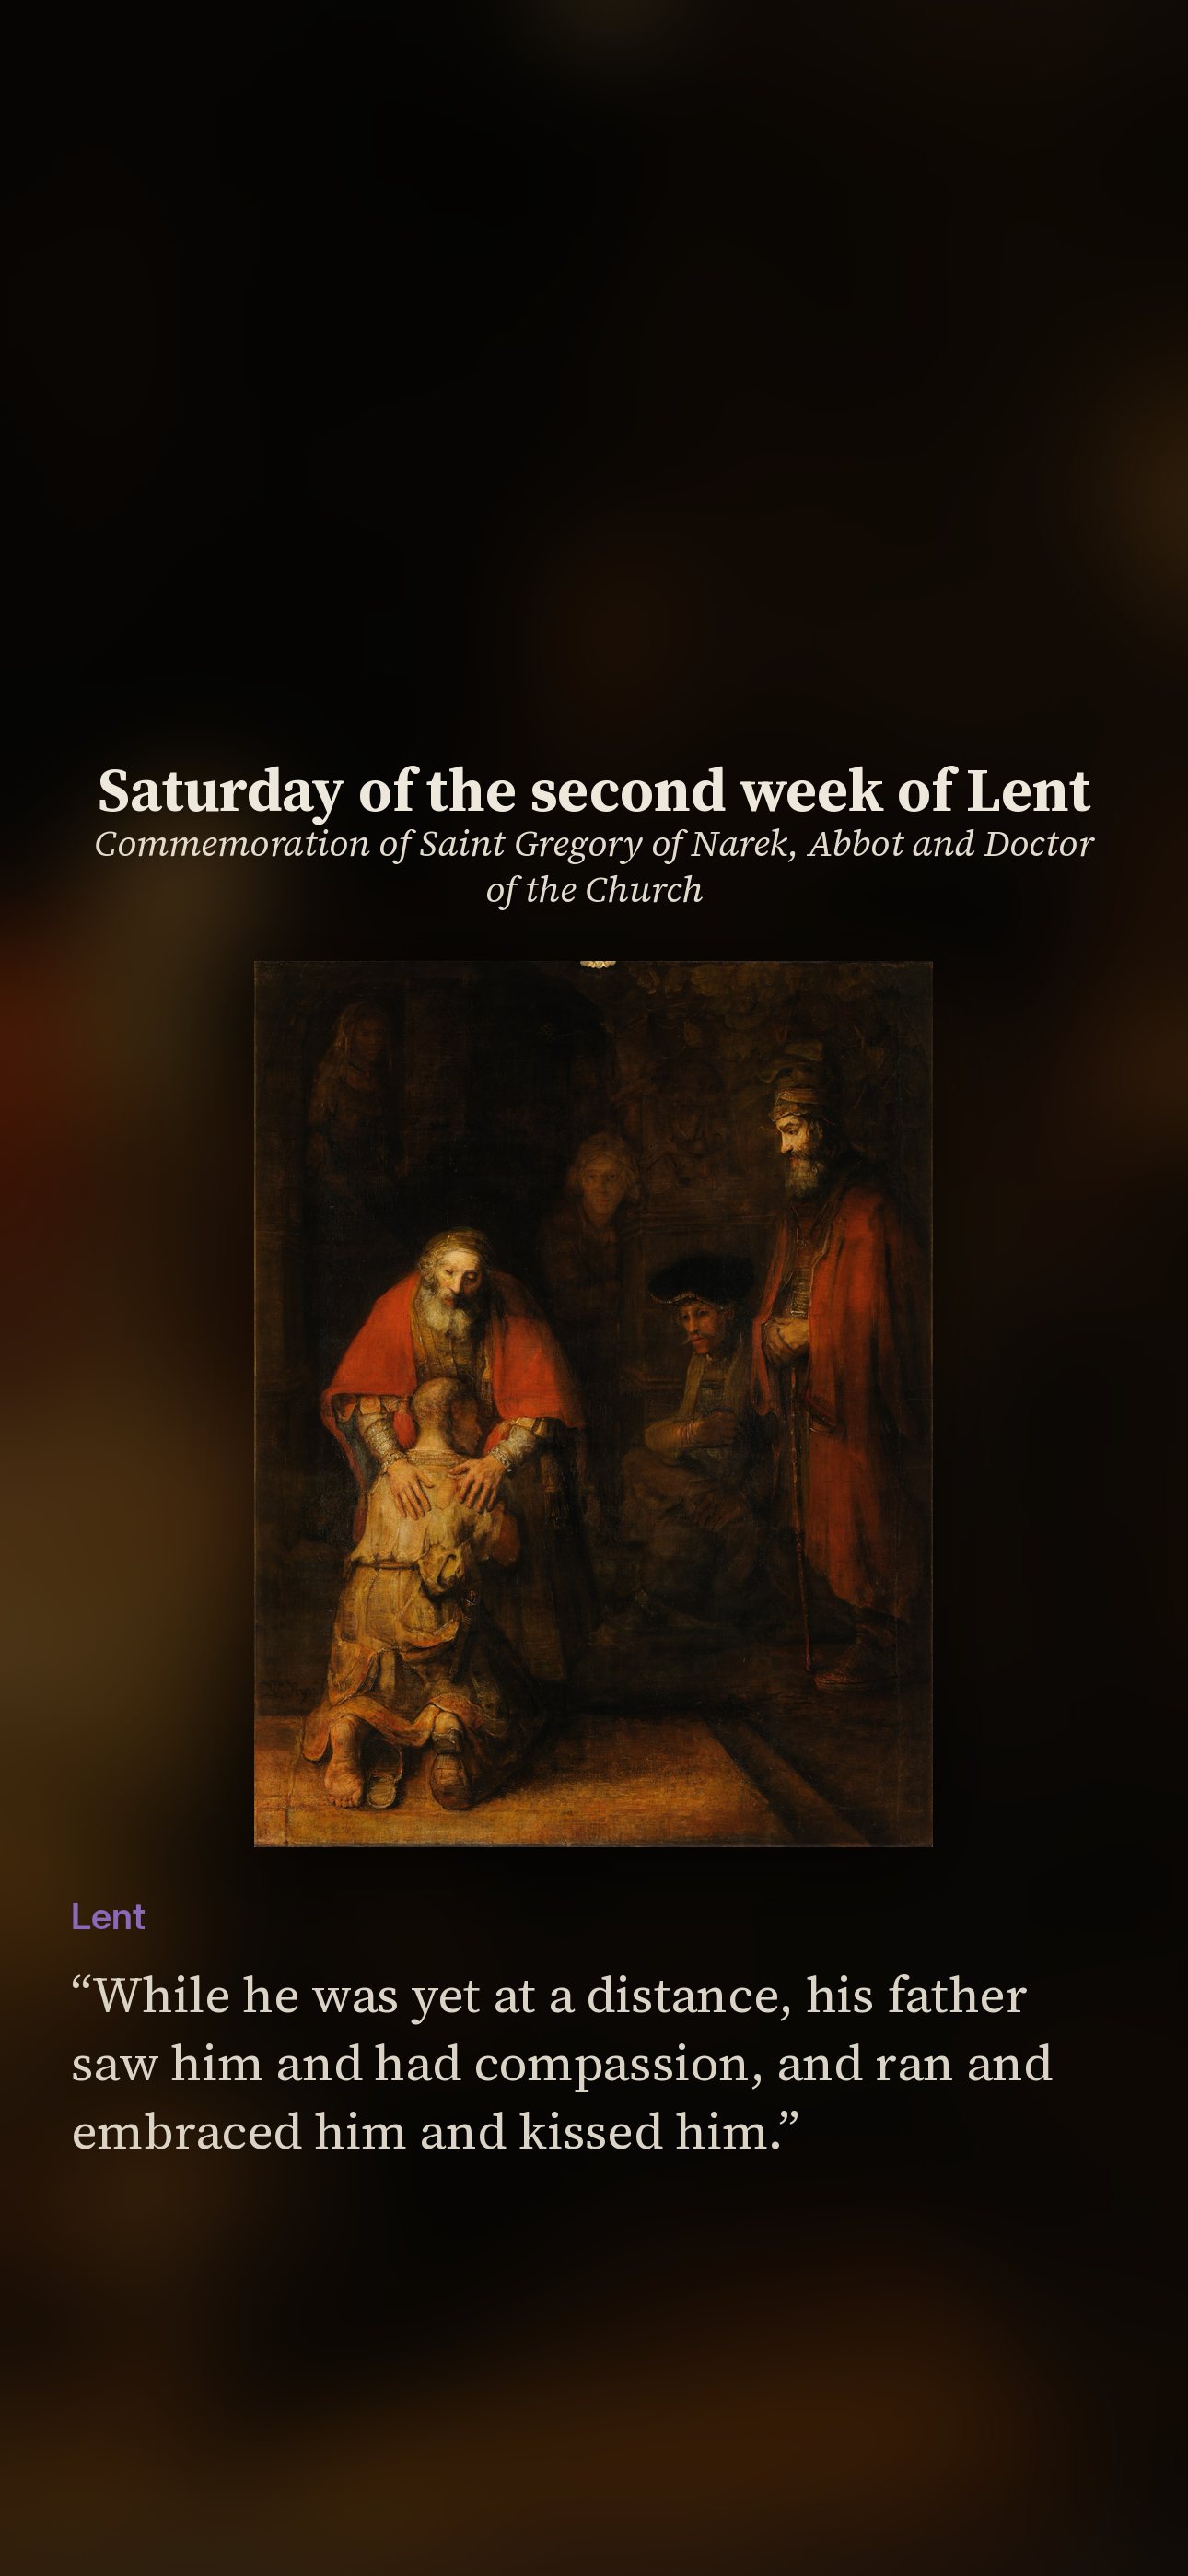 Saturday of the second week of Lent
Commemoration of Saint Gregory of Narek, Abbot and Doctor
of the Church
Lent
“While he was yet at a distance, his father
saw him and had compassion, and ran and
embraced him and kissed him.”